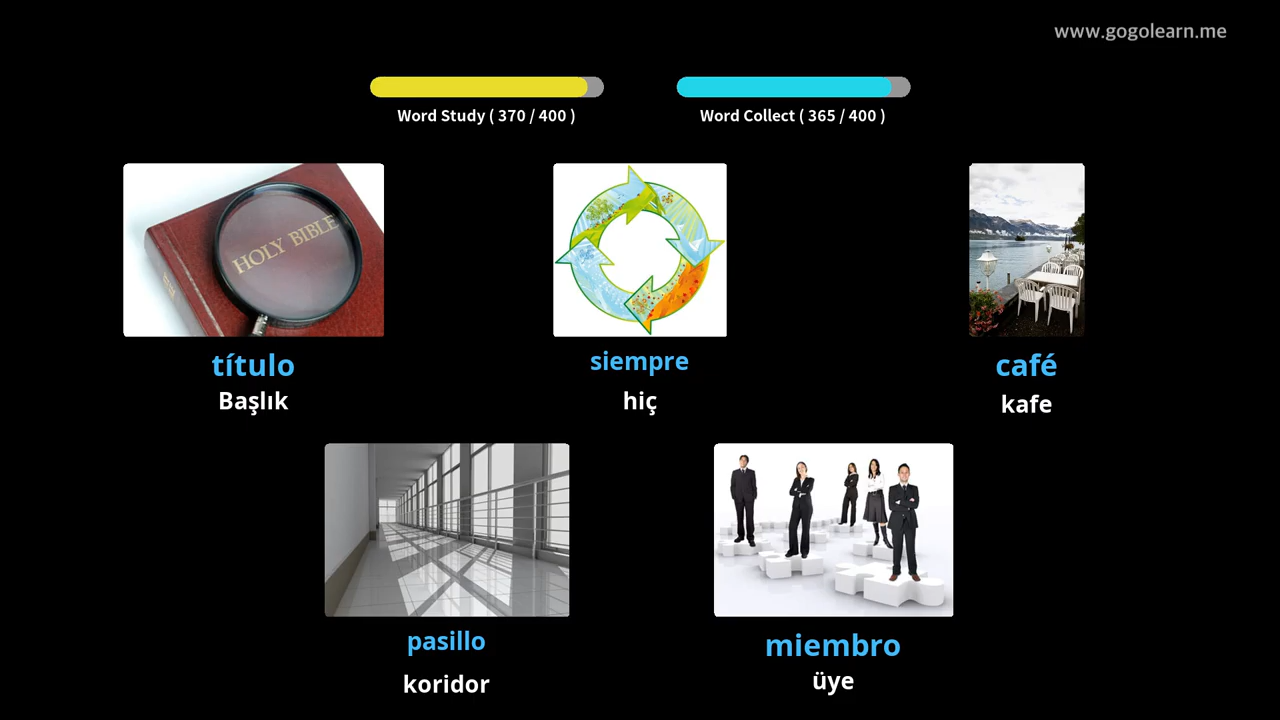 www.gogolearn.me
Word Study ( 370 / 400 )
Word Collect ( 365 / 400 )
HOLY BIBLE
título
Başlık
siempre
hiç
café
kafe
pasillo
koridor
miembro
üye